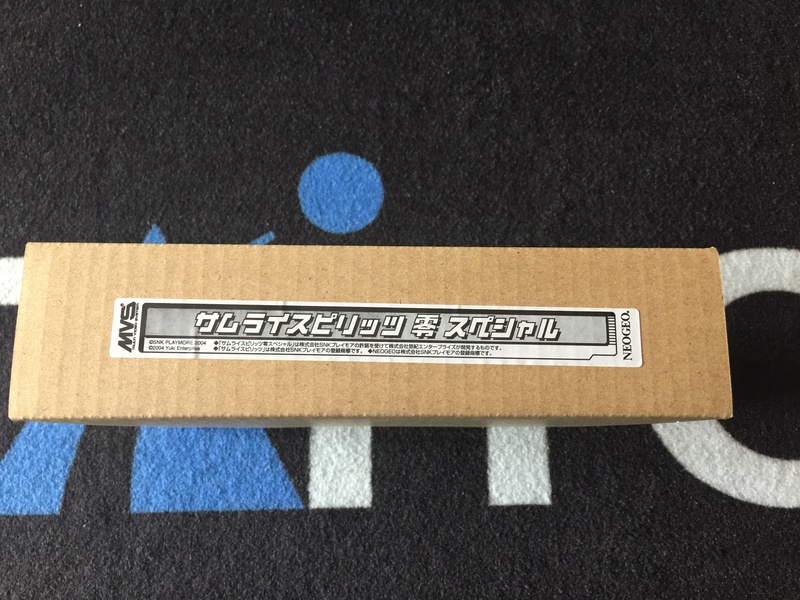 MVS
MULTI VIDEO SYSTEM
サムライスピリッツ零スペシャル
©SNK PLAYMORE 2004
©2004 Yuki Enterprise
◆「サムライスピリッツ零スペシャル」は株式会社SNKプレイモアの許諾を受けて株式会社悠紀エンタープライズが開発するものです。
◆「サムライスピリッツ」は株式会社SNKプレイモアの登録商標です。 ◆NEOGEOは株式会社SNKプレイモアの登録商標です。
NEOGEO.